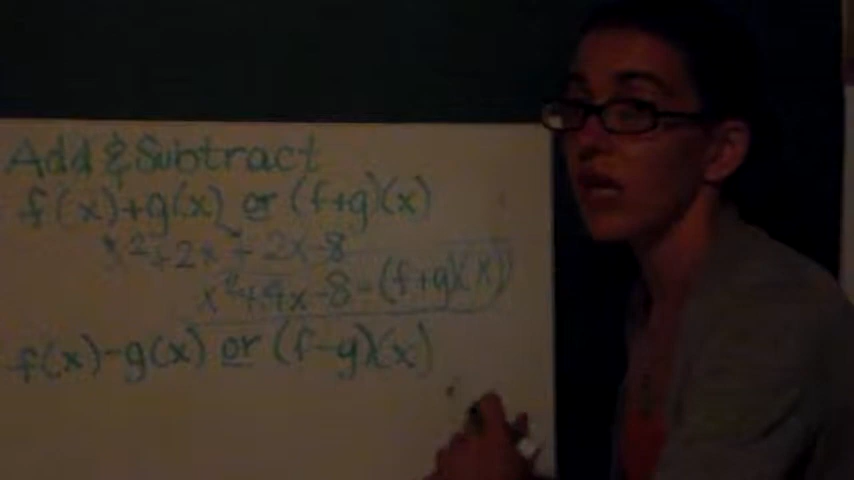 Add & Subtract
f(x)+g(x) or (f+g)(x)
x²+2x + 2x-8
x²+4x-8=(f+g)(x)
f(x)-g(x) or (f-g)(x)